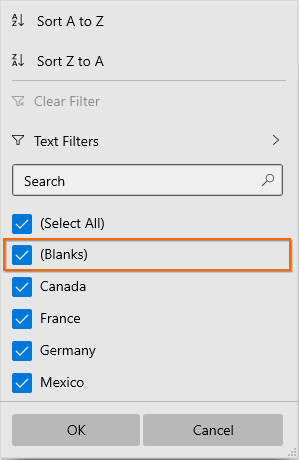 Sort A to Z
Sort Z to A
Clear Filter
Text Filters
Search
(Select All)
(Blanks)
Canada
France
Germany
Mexico
OK Cancel